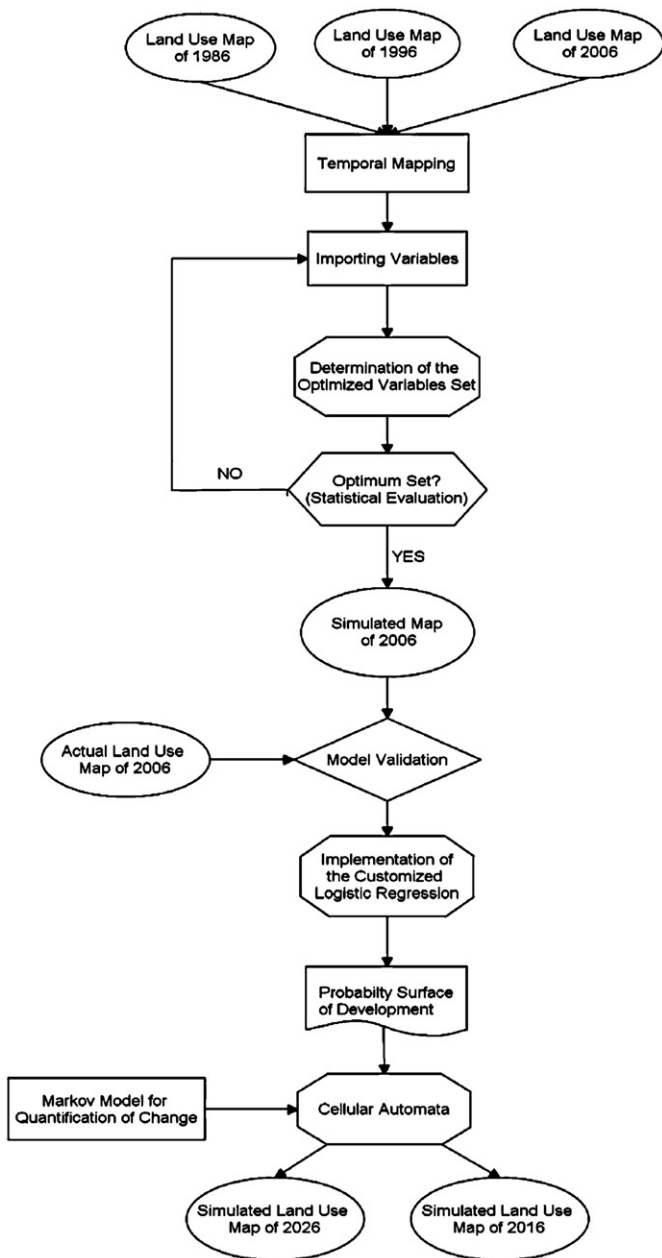 Land Use Map
of 1986
Land Use Map
of 1996
Land Use Map
of 2006
Temporal Mapping
Importing Variables
Determination of the
Optimized Variables Set
NO
Optimum Set?
(Statistical Evaluation)
YES
Simulated Map
of 2006
Actual Land Use
Map of 2006
Model Validation
Implementation of
the Customized
Logistic Regression
Probabilty Surface
of Development
Markov Model for
Quantification of Change
Cellular Automata
Simulated Land Use
Map of 2026
Simulated Land Use
Map of 2016